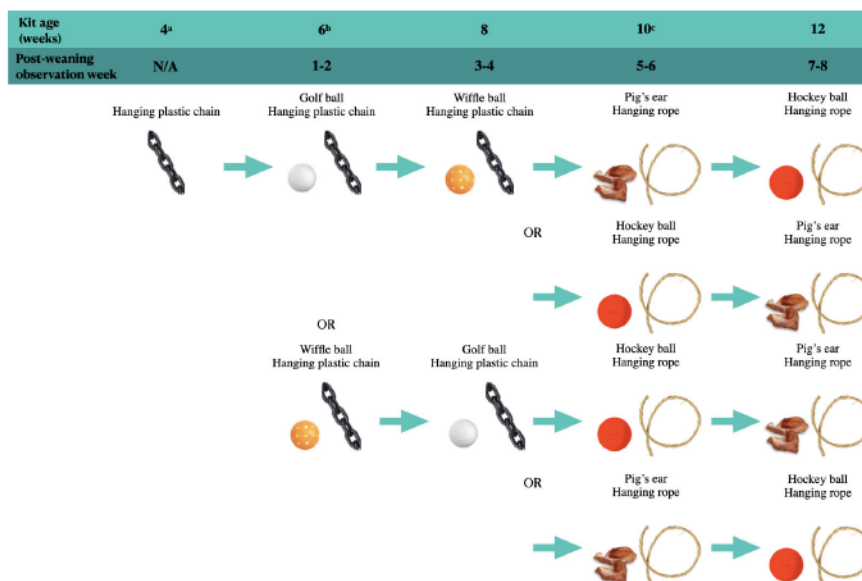 Kit age
(weeks)
4ᵃ
6ᵇ
8
10ᶜ
12
Post-weaning
observation week
N/A
1-2
3-4
5-6
7-8
Hanging plastic chain
Golf ball
Hanging plastic chain
Wiffle ball
Hanging plastic chain
Pig's ear
Hanging rope
Hockey ball
Hanging rope
OR
Hockey ball
Hanging rope
Pig's ear
Hanging rope
OR
Wiffle ball
Hanging plastic chain
Golf ball
Hanging plastic chain
Hockey ball
Hanging rope
Pig's ear
Hanging rope
OR
Pig's ear
Hanging rope
Hockey ball
Hanging rope